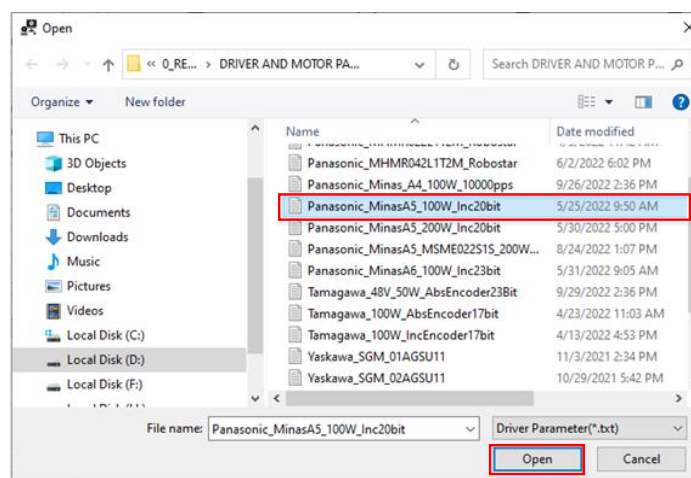 Open
« 0_RE... › DRIVER AND MOTOR PA...
Search DRIVER AND MOTOR P...
Organize
New folder
Name
Date modified
This PC
3D Objects
Desktop
Documents
Downloads
Music
Pictures
Videos
Local Disk (C:)
Local Disk (D:)
Local Disk (F:)
Panasonic_MHMR042L1T2M_Robostar 6/2/2022 6:02 PM
Panasonic_Minas_A4_100W_10000pps 9/26/2022 2:36 PM
Panasonic_MinasA5_100W_Inc20bit 5/25/2022 9:50 AM
Panasonic_MinasA5_200W_Inc20bit 5/30/2022 5:00 PM
Panasonic_MinasA5_MSME022S1S_200W... 8/24/2022 1:07 PM
Panasonic_MinasA6_100W_Inc23bit 5/31/2022 9:05 AM
Tamagawa_48V_50W_AbsEncoder23Bit 9/29/2022 2:36 PM
Tamagawa_100W_AbsEncoder17bit 4/23/2022 11:03 AM
Tamagawa_100W_IncEncoder17bit 4/13/2022 4:53 PM
Yaskawa_SGM_01AGSU11 11/3/2021 2:34 PM
Yaskawa_SGM_02AGSU11 10/29/2021 5:42 PM
File name: Panasonic_MinasA5_100W_Inc20bit
Driver Parameter(*.txt)
Open
Cancel